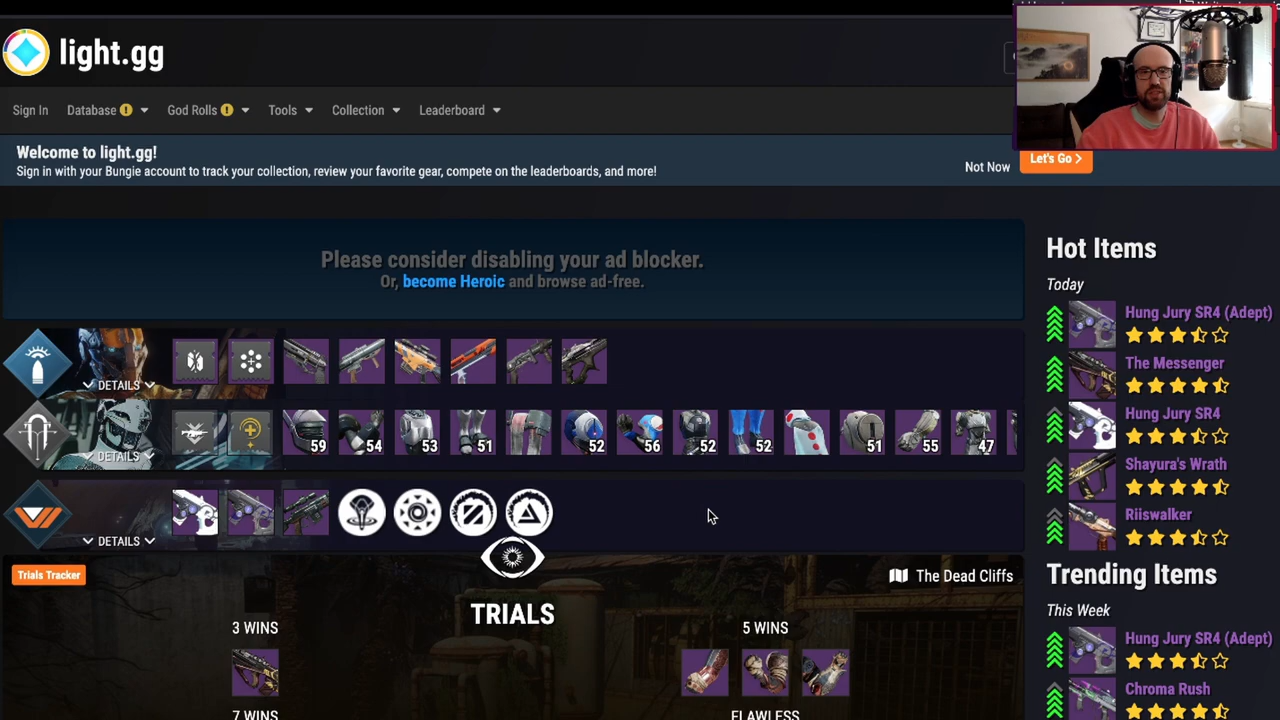 light.gg
Sign In Database God Rolls Tools Collection Leaderboard
Welcome to light.gg!
Sign in with your Bungie account to track your collection, review your favorite gear, compete on the leaderboards, and more!
Not Now Let's Go >
Please consider disabling your ad blocker.
Or, become Heroic and browse ad-free.
DETAILS
59 54 53 51 52 56 52 52 51 55 47
DETAILS
DETAILS
Trials Tracker
The Dead Cliffs
TRIALS
3 WINS
5 WINS
7 WINS
FLAWLESS
Hot Items
Today
Hung Jury SR4 (Adept)
The Messenger
Hung Jury SR4
Shayura's Wrath
Riiswalker
Trending Items
This Week
Hung Jury SR4 (Adept)
Chroma Rush